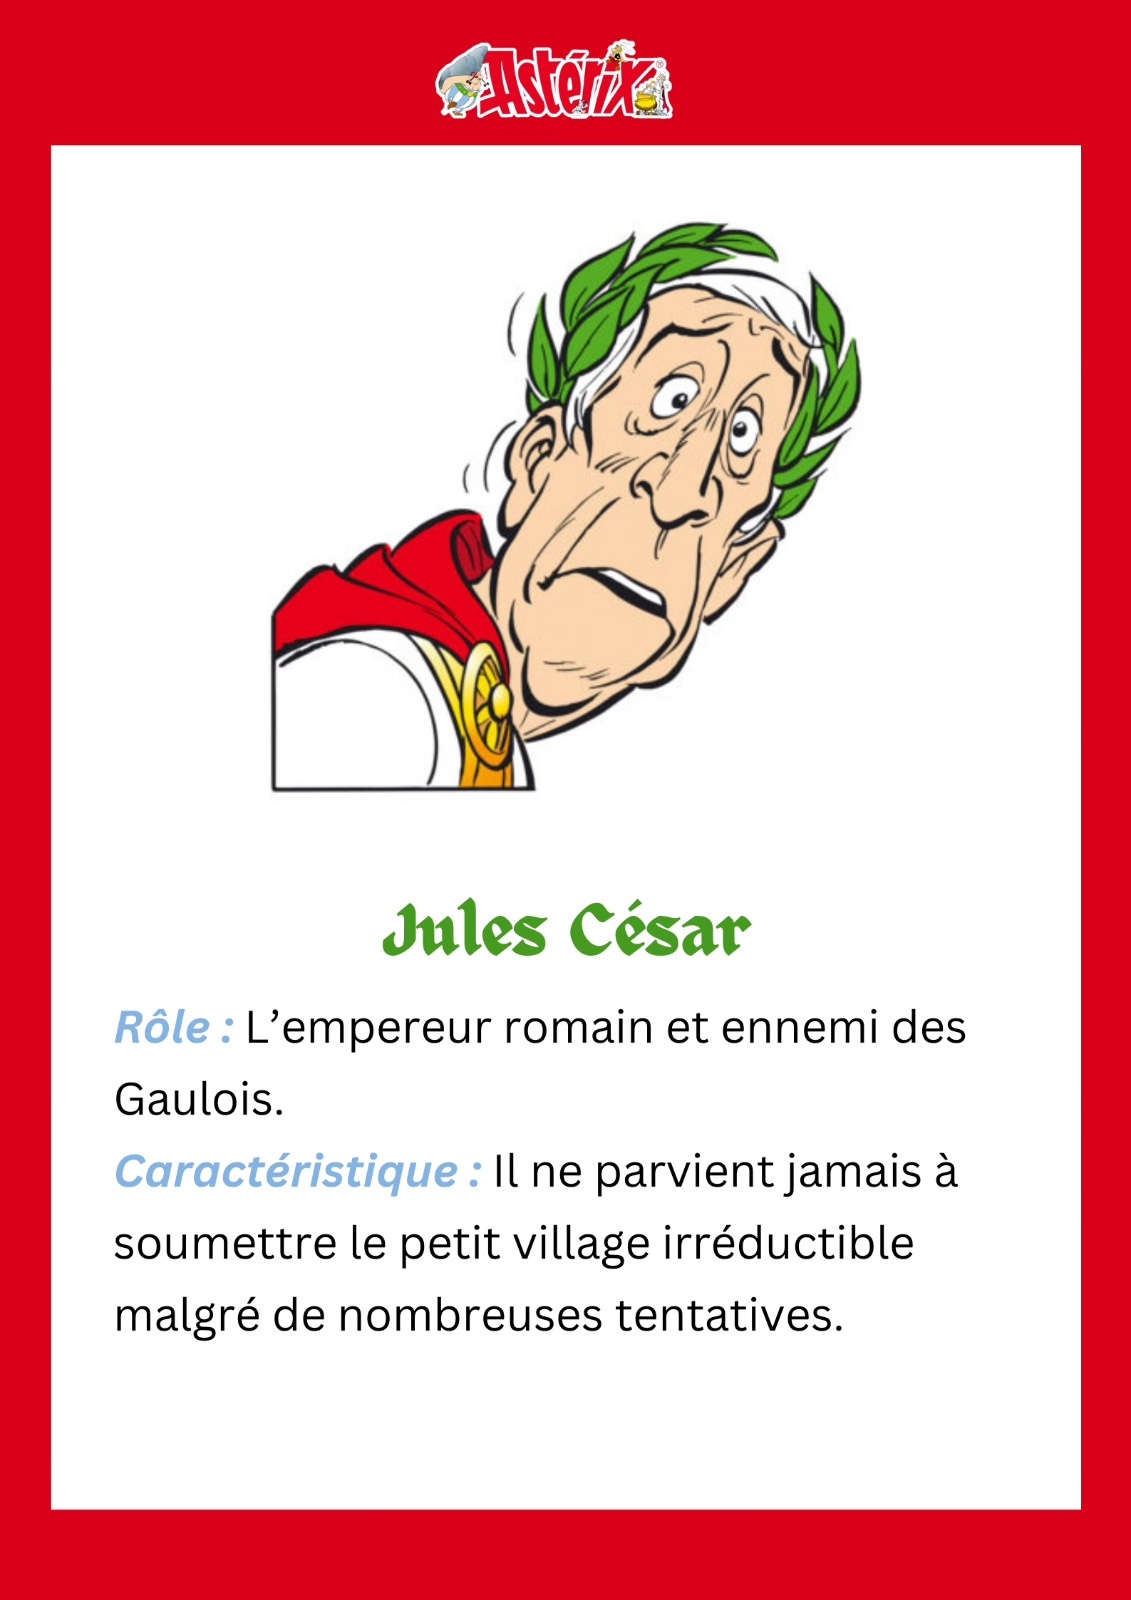 Astérix
Jules César
Rôle : L’empereur romain et ennemi des
Gaulois.
Caractéristique : Il ne parvient jamais à
soumettre le petit village irréductible
malgré de nombreuses tentatives.